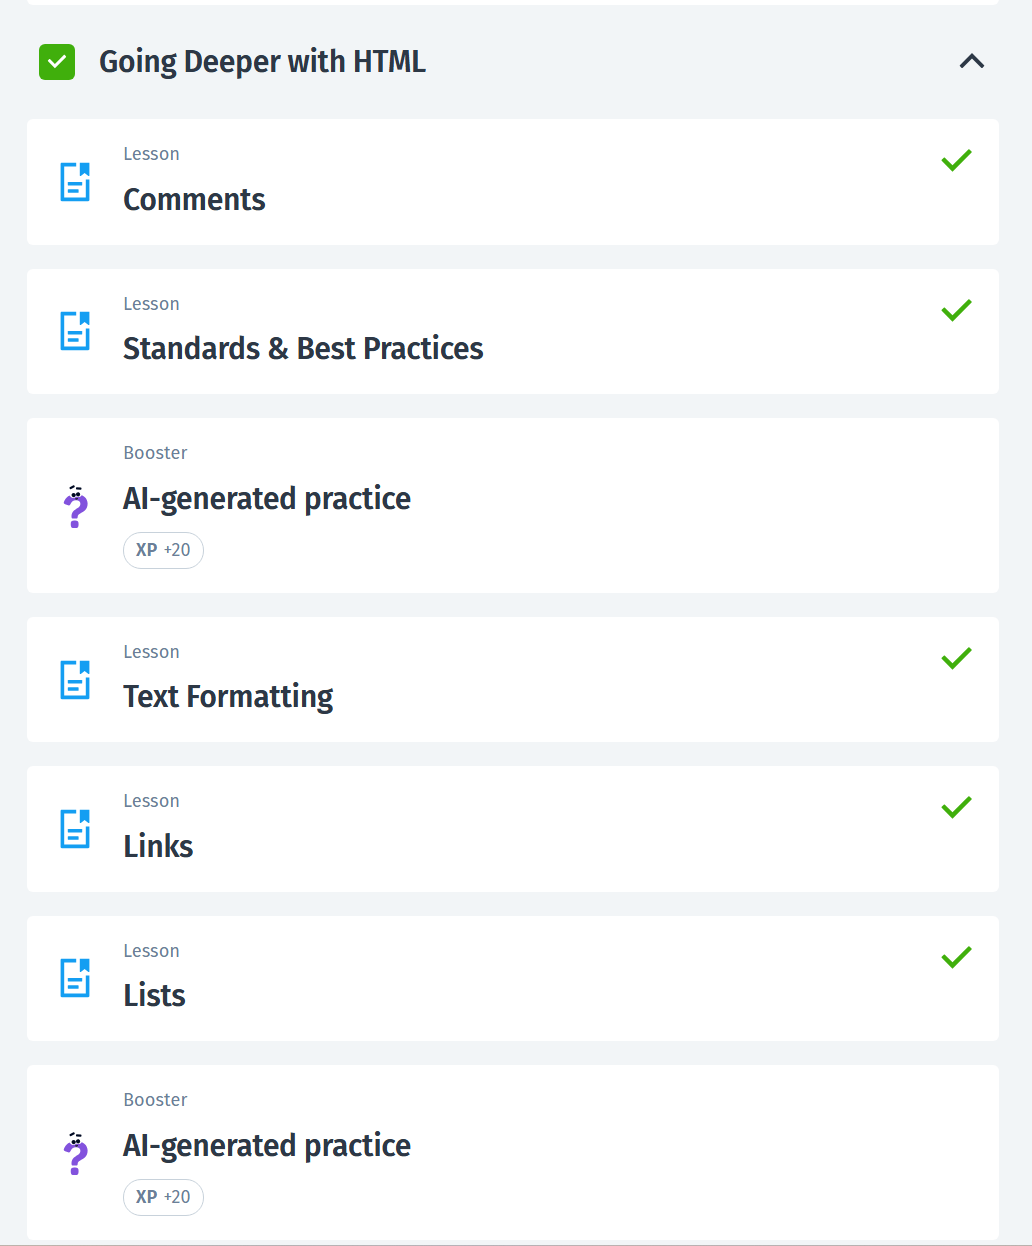 Going Deeper with HTML
Lesson
Comments
Lesson
Standards & Best Practices
Booster
AI-generated practice
XP +20
Lesson
Text Formatting
Lesson
Links
Lesson
Lists
Booster
AI-generated practice
XP +20